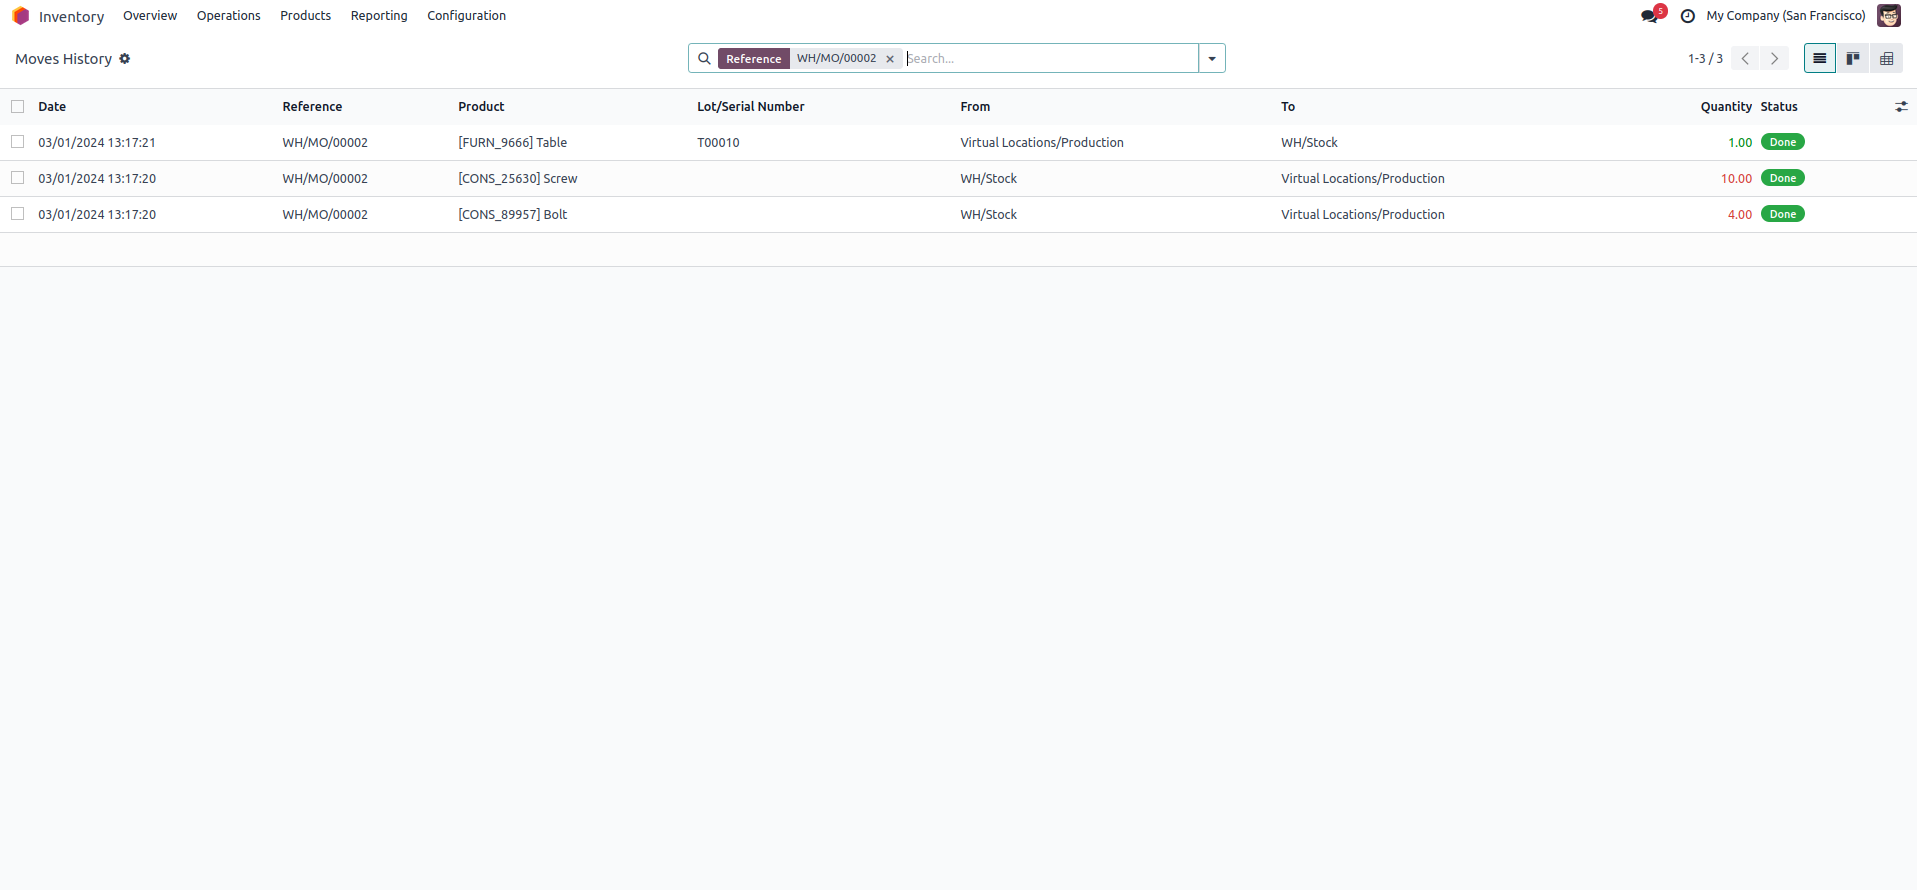 Inventory Overview Operations Products Reporting Configuration 5 My Company (San Francisco)
Moves History Reference WH/MO/00002 × Search... 1-3 / 3
Date Reference Product Lot/Serial Number From To Quantity Status
03/01/2024 13:17:21 WH/MO/00002 [FURN_9666] Table T00010 Virtual Locations/Production WH/Stock 1.00 Done
03/01/2024 13:17:20 WH/MO/00002 [CONS_25630] Screw WH/Stock Virtual Locations/Production 10.00 Done
03/01/2024 13:17:20 WH/MO/00002 [CONS_89957] Bolt WH/Stock Virtual Locations/Production 4.00 Done